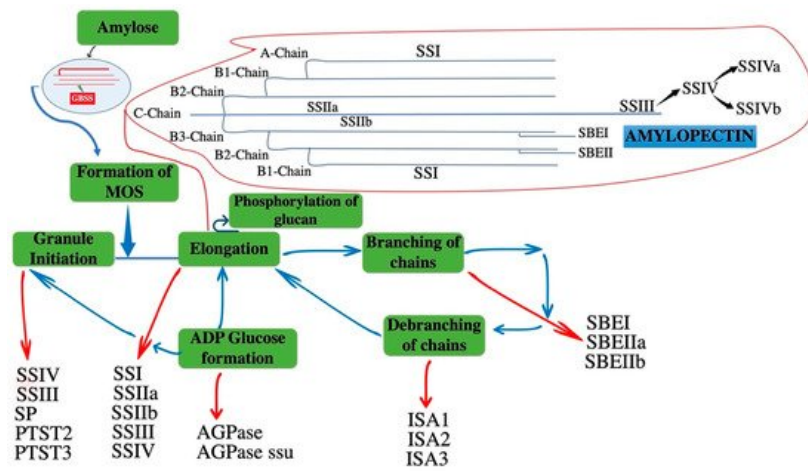 Amylose
GBSS
A-Chain
SSI
B1-Chain
B2-Chain
C-Chain
SSIIa
SSIII
SSIV
SSIVa
SSIVb
SSIIb
B3-Chain
SBEI
AMYLOPECTIN
B2-Chain
SBEII
B1-Chain
SSI
Formation of
MOS
Phosphorylation of
glucan
Granule
Initiation
Elongation
Branching of
chains
ADP Glucose
formation
Debranching
of chains
SBEI
SBEIIa
SBEIIb
SSIV
SSIII
SP
PTST2
PTST3
SSI
SSIIa
SSIIb
SSIII
SSIV
AGPase
AGPase ssu
ISA1
ISA2
ISA3